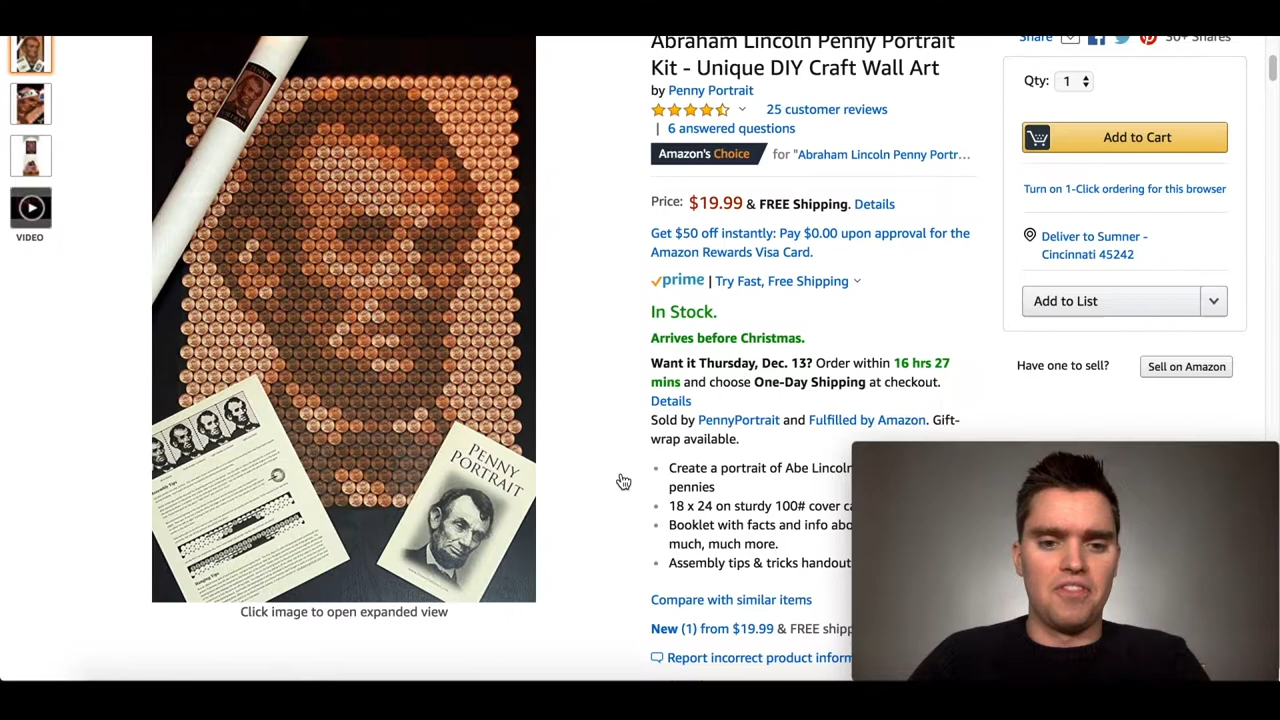 Share
30+ Shares
Abraham Lincoln Penny Portrait
Kit - Unique DIY Craft Wall Art
by Penny Portrait
25 customer reviews
| 6 answered questions
Amazon's Choice for "Abraham Lincoln Penny Portr...
Price: $19.99 & FREE Shipping. Details
Get $50 off instantly: Pay $0.00 upon approval for the
Amazon Rewards Visa Card.
prime | Try Fast, Free Shipping
In Stock.
Arrives before Christmas.
Want it Thursday, Dec. 13? Order within 16 hrs 27
mins and choose One-Day Shipping at checkout.
Details
Sold by PennyPortrait and Fulfilled by Amazon. Gift-
wrap available.
Create a portrait of Abe Lincoln
pennies
18 x 24 on sturdy 100# cover
Booklet with facts and info
much, much more.
Assembly tips & tricks handout
Compare with similar items
New (1) from $19.99 & FREE
Report incorrect product
VIDEO
PENNY
PORTRAIT
Assembly Tips
Hanging Tips
PENNY
PORTRAIT
Click image to open expanded view
Qty: 1
Add to Cart
Turn on 1-Click ordering for this browser
Deliver to Sumner -
Cincinnati 45242
Add to List
Have one to sell?
Sell on Amazon